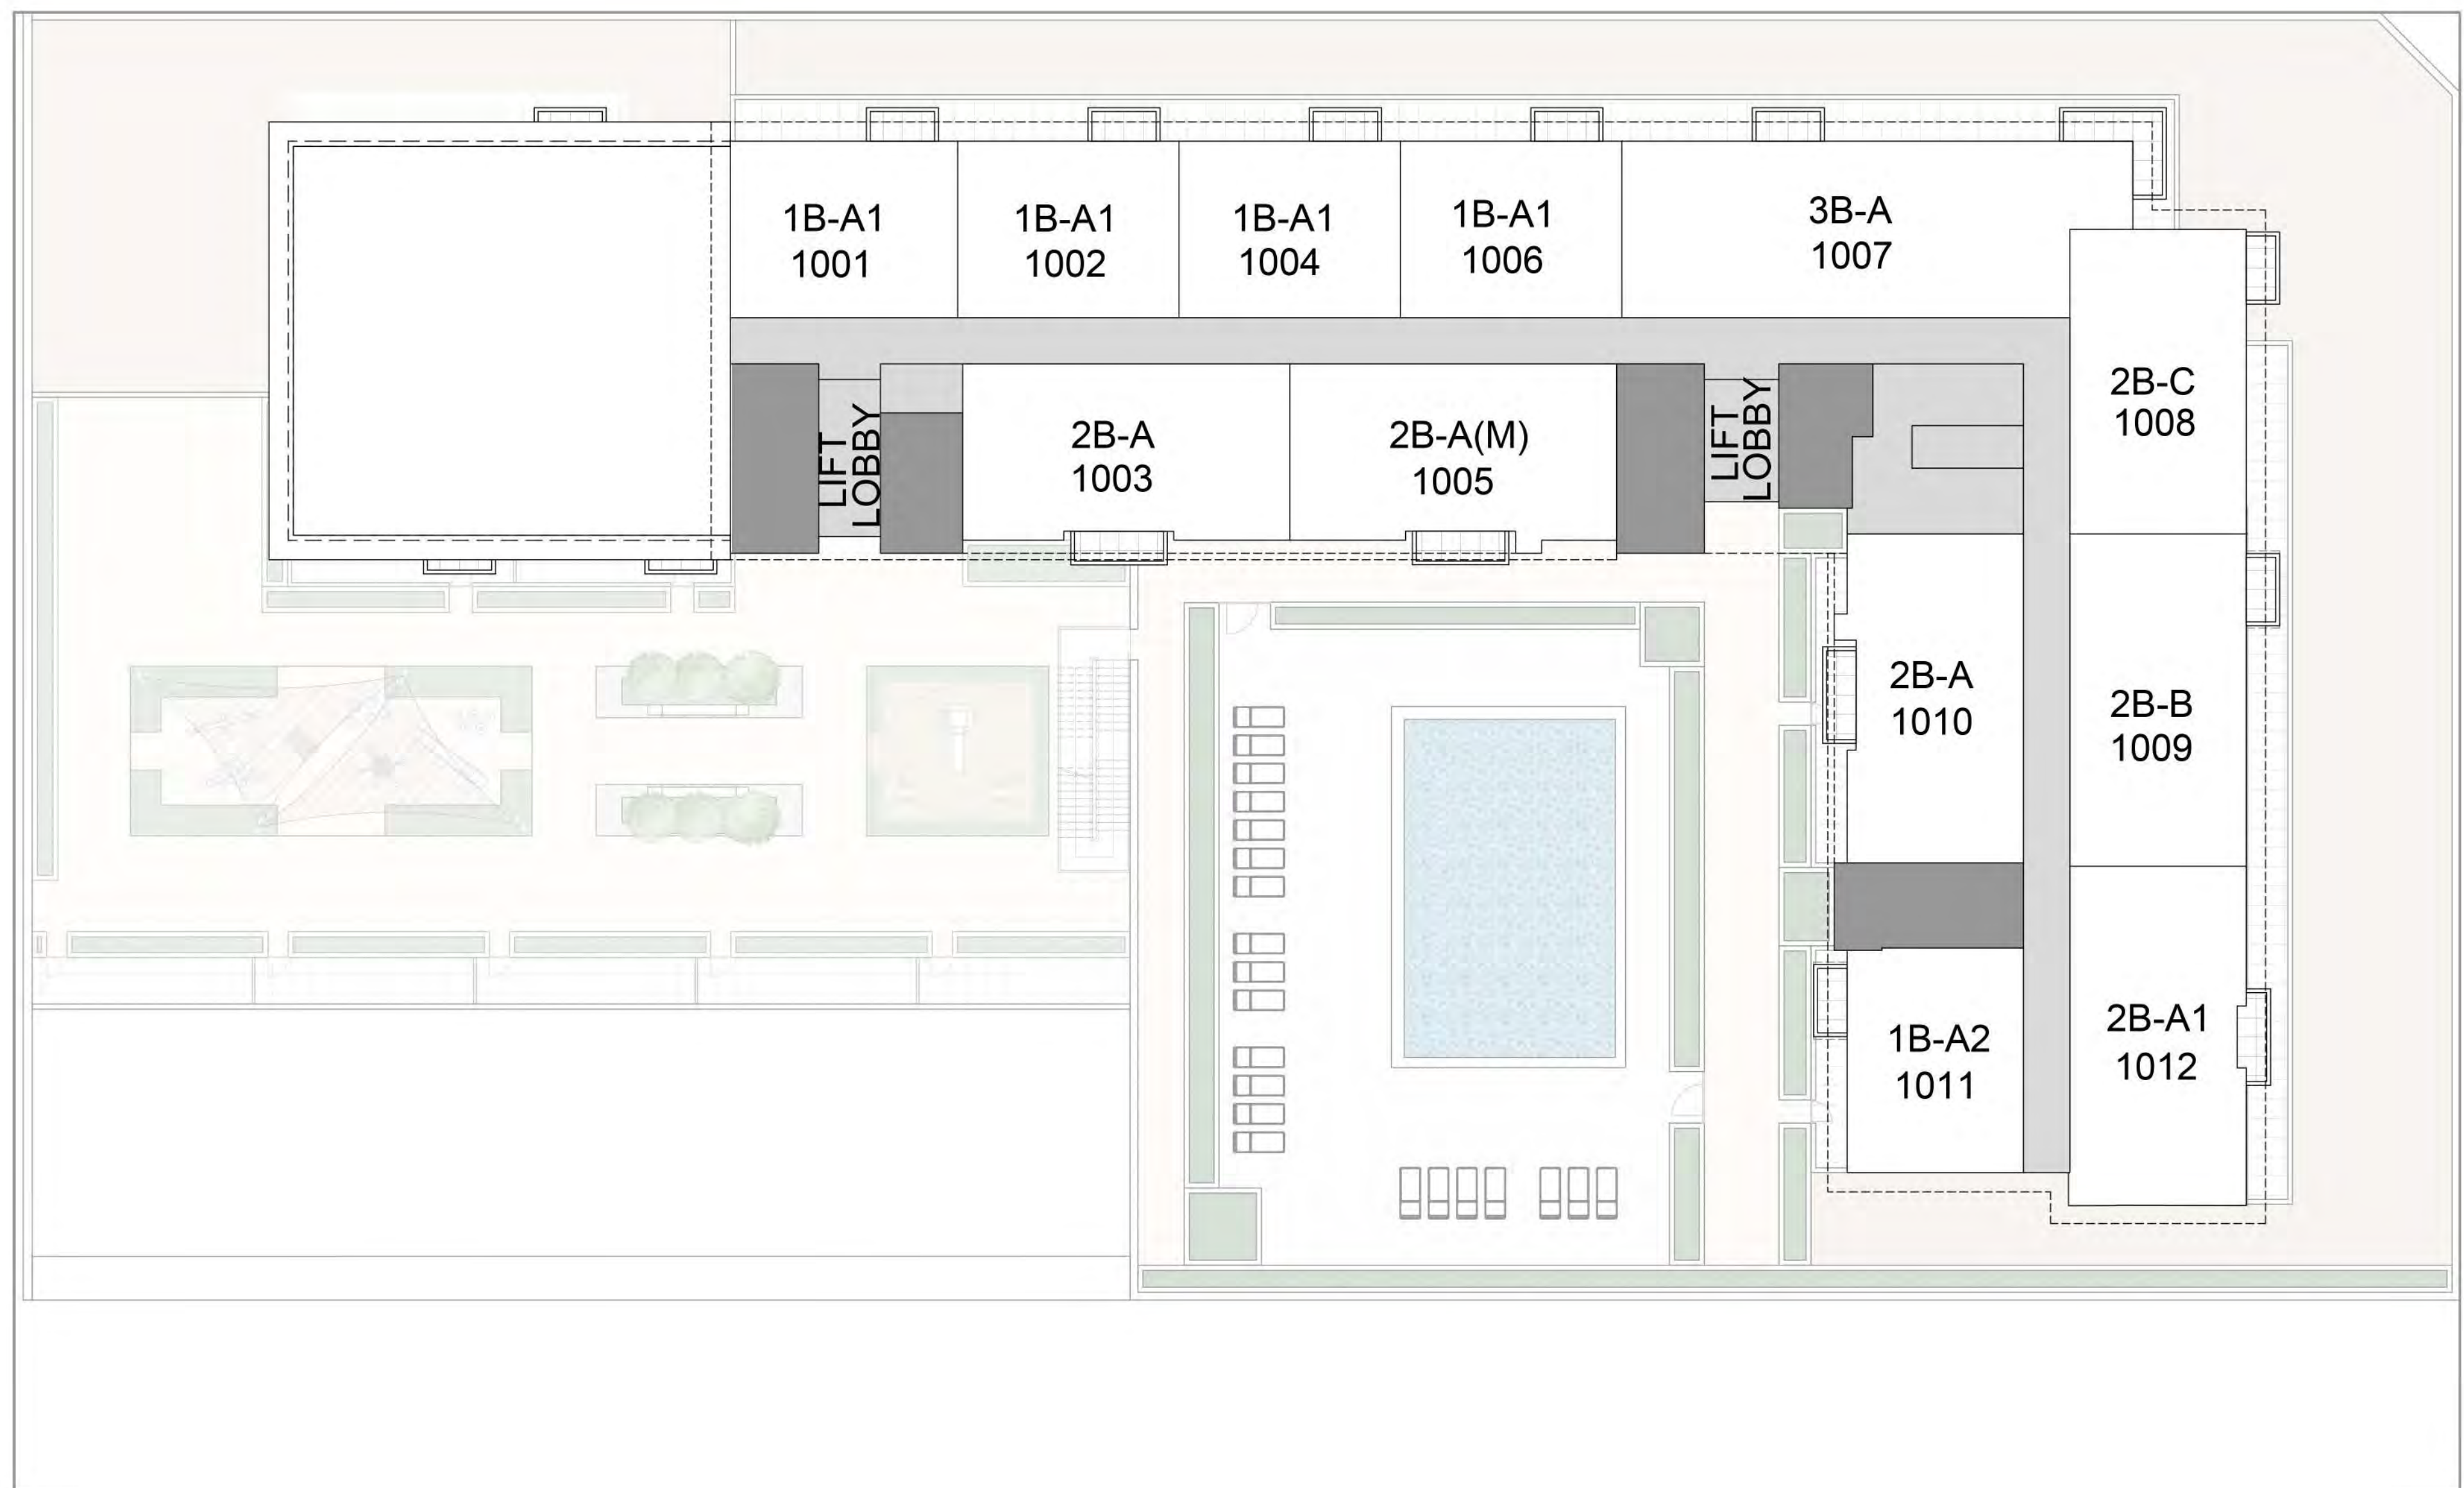 1B-A1
1001
1B-A1
1002
1B-A1
1004
1B-A1
1006
3B-A
1007
2B-C
1008
LIFT
LOBBY
2B-A
1003
2B-A(M)
1005
LIFT
LOBBY
2B-A
1010
2B-B
1009
1B-A2
1011
2B-A1
1012